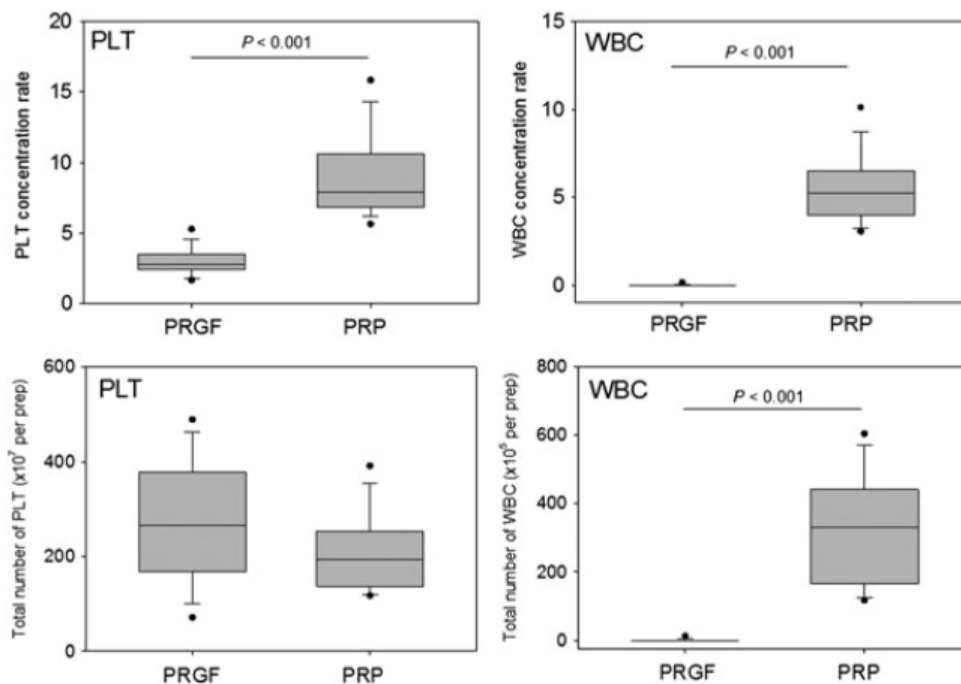 PLT
P < 0.001
PLT concentration rate
20
15
10
5
0
PRGF
PRP
WBC
P < 0.001
WBC concentration rate
15
10
5
0
PRGF
PRP
PLT
Total number of PLT (x10⁷ per prep)
600
400
200
0
PRGF
PRP
WBC
P < 0.001
Total number of WBC (x10⁵ per prep)
800
600
400
200
0
PRGF
PRP